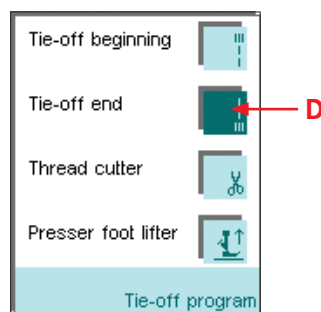 Tie-off beginning
Tie-off end
D
Thread cutter
Presser foot lifter
Tie-off program